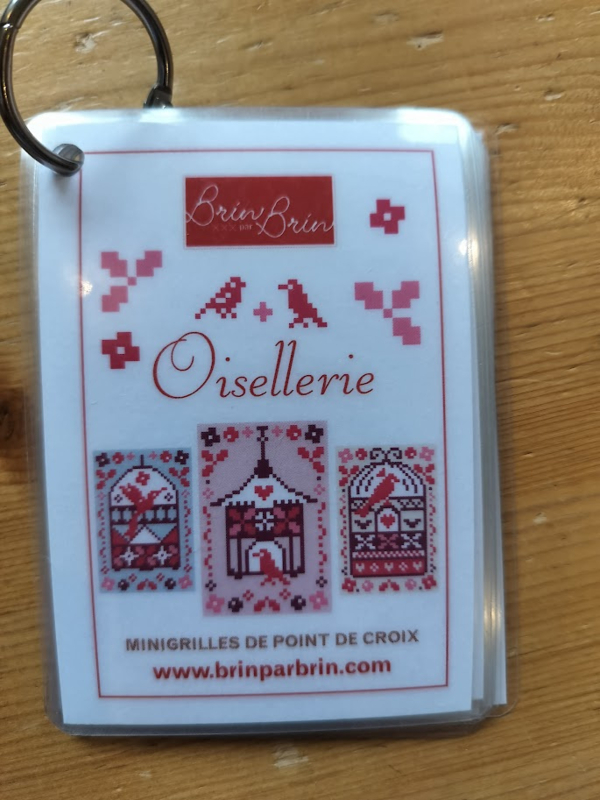 Brin
par
Brin
Oisellerie
MINIGRILLES DE POINT DE CROIX
www.brinparbrin.com